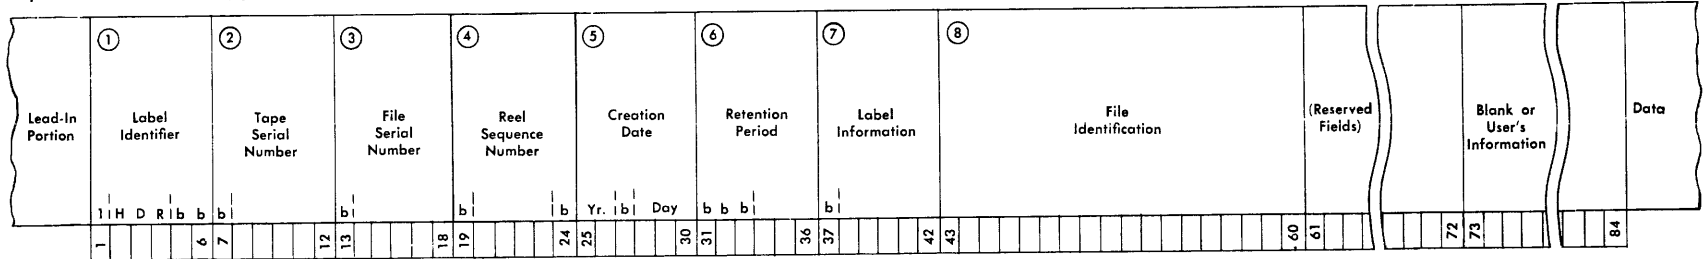 ① ② ③ ④ ⑤ ⑥ ⑦ ⑧
Lead-In
Portion
Label
Identifier
Tape
Serial
Number
File
Serial
Number
Reel
Sequence
Number
Creation
Date
Retention
Period
Label
Information
File
Identification
(Reserved
Fields)
Blank or
User's
Information
Data
1 H D R b b b b b b Yr. b Day b b b b
1 6 7 12 13 18 19 24 25 30 31 36 37 42 43 60 61 72 73 84